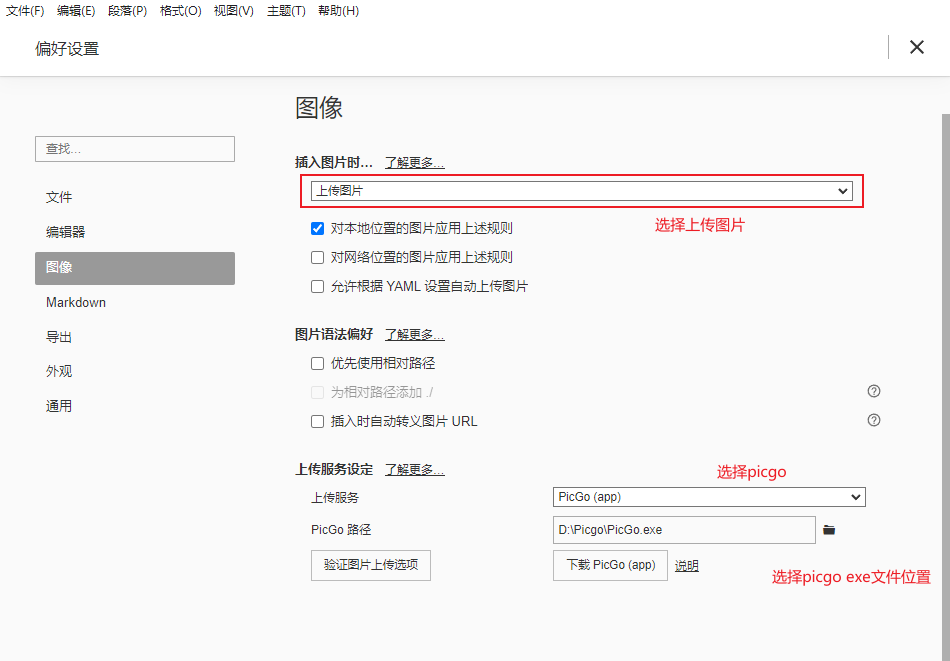 文件(F) 编辑(E) 段落(P) 格式(O) 视图(V) 主题(T) 帮助(H)
偏好设置
图像
查找...
文件
编辑器
图像
Markdown
导出
外观
通用
插入图片时... 了解更多...
上传图片
选择上传图片
对本地位置的图片应用上述规则
对网络位置的图片应用上述规则
允许根据 YAML 设置自动上传图片
图片语法偏好 了解更多...
优先使用相对路径
为相对路径添加 ./
插入时自动转义图片 URL
上传服务设定 了解更多...
选择picgo
上传服务 PicGo (app)
PicGo 路径 D:\Picgo\PicGo.exe
验证图片上传选项 下载 PicGo (app) 说明
选择picgo exe文件位置